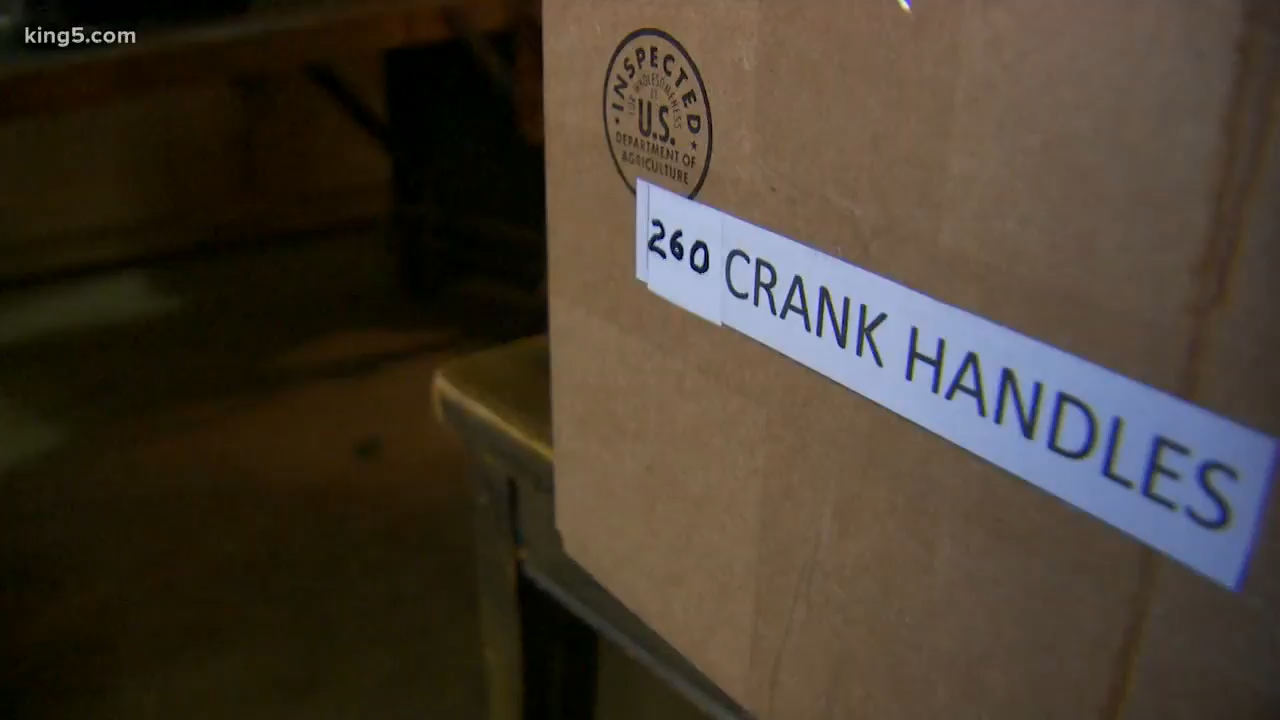 king5.com
INSPECTED
FOR WHOLESOMENESS
U.S.
DEPARTMENT OF
AGRICULTURE
260 CRANK HANDLES